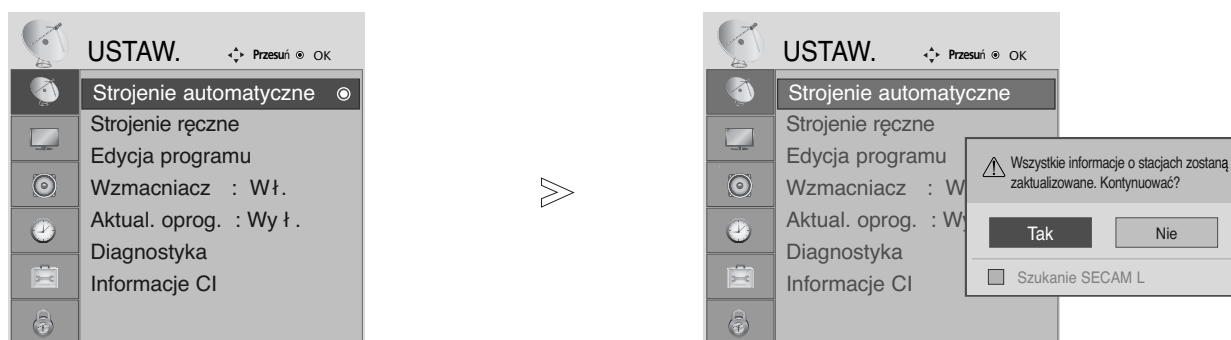 USTAW. Przesuń OK
Strojenie automatyczne
Strojenie ręczne
Edycja programu
Wzmacniacz : Wł.
Aktual. oprog. : Wy ł .
Diagnostyka
Informacje CI
USTAW. Przesuń OK
Strojenie automatyczne
Strojenie ręczne
Edycja programu
Wzmacniacz : W
Aktual. oprog. : Wy
Diagnostyka
Informacje CI
Wszystkie informacje o stacjach zostaną
zaktualizowane. Kontynuować?
Tak Nie
Szukanie SECAM L